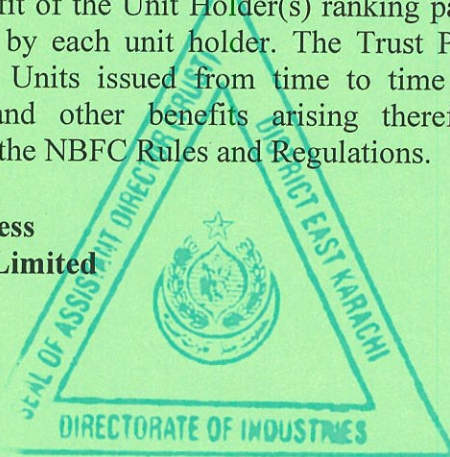 fit of the Unit Holder(s) ranking pa
by each unit holder. The Trust P
Units issued from time to time
and other benefits arising theref
the NBFC Rules and Regulations.
ess
Limited
SEAL OF ASSISTANT DIRECTOR TRUST
DISTRICT EAST KARACHI
DIRECTORATE OF INDUSTRIES